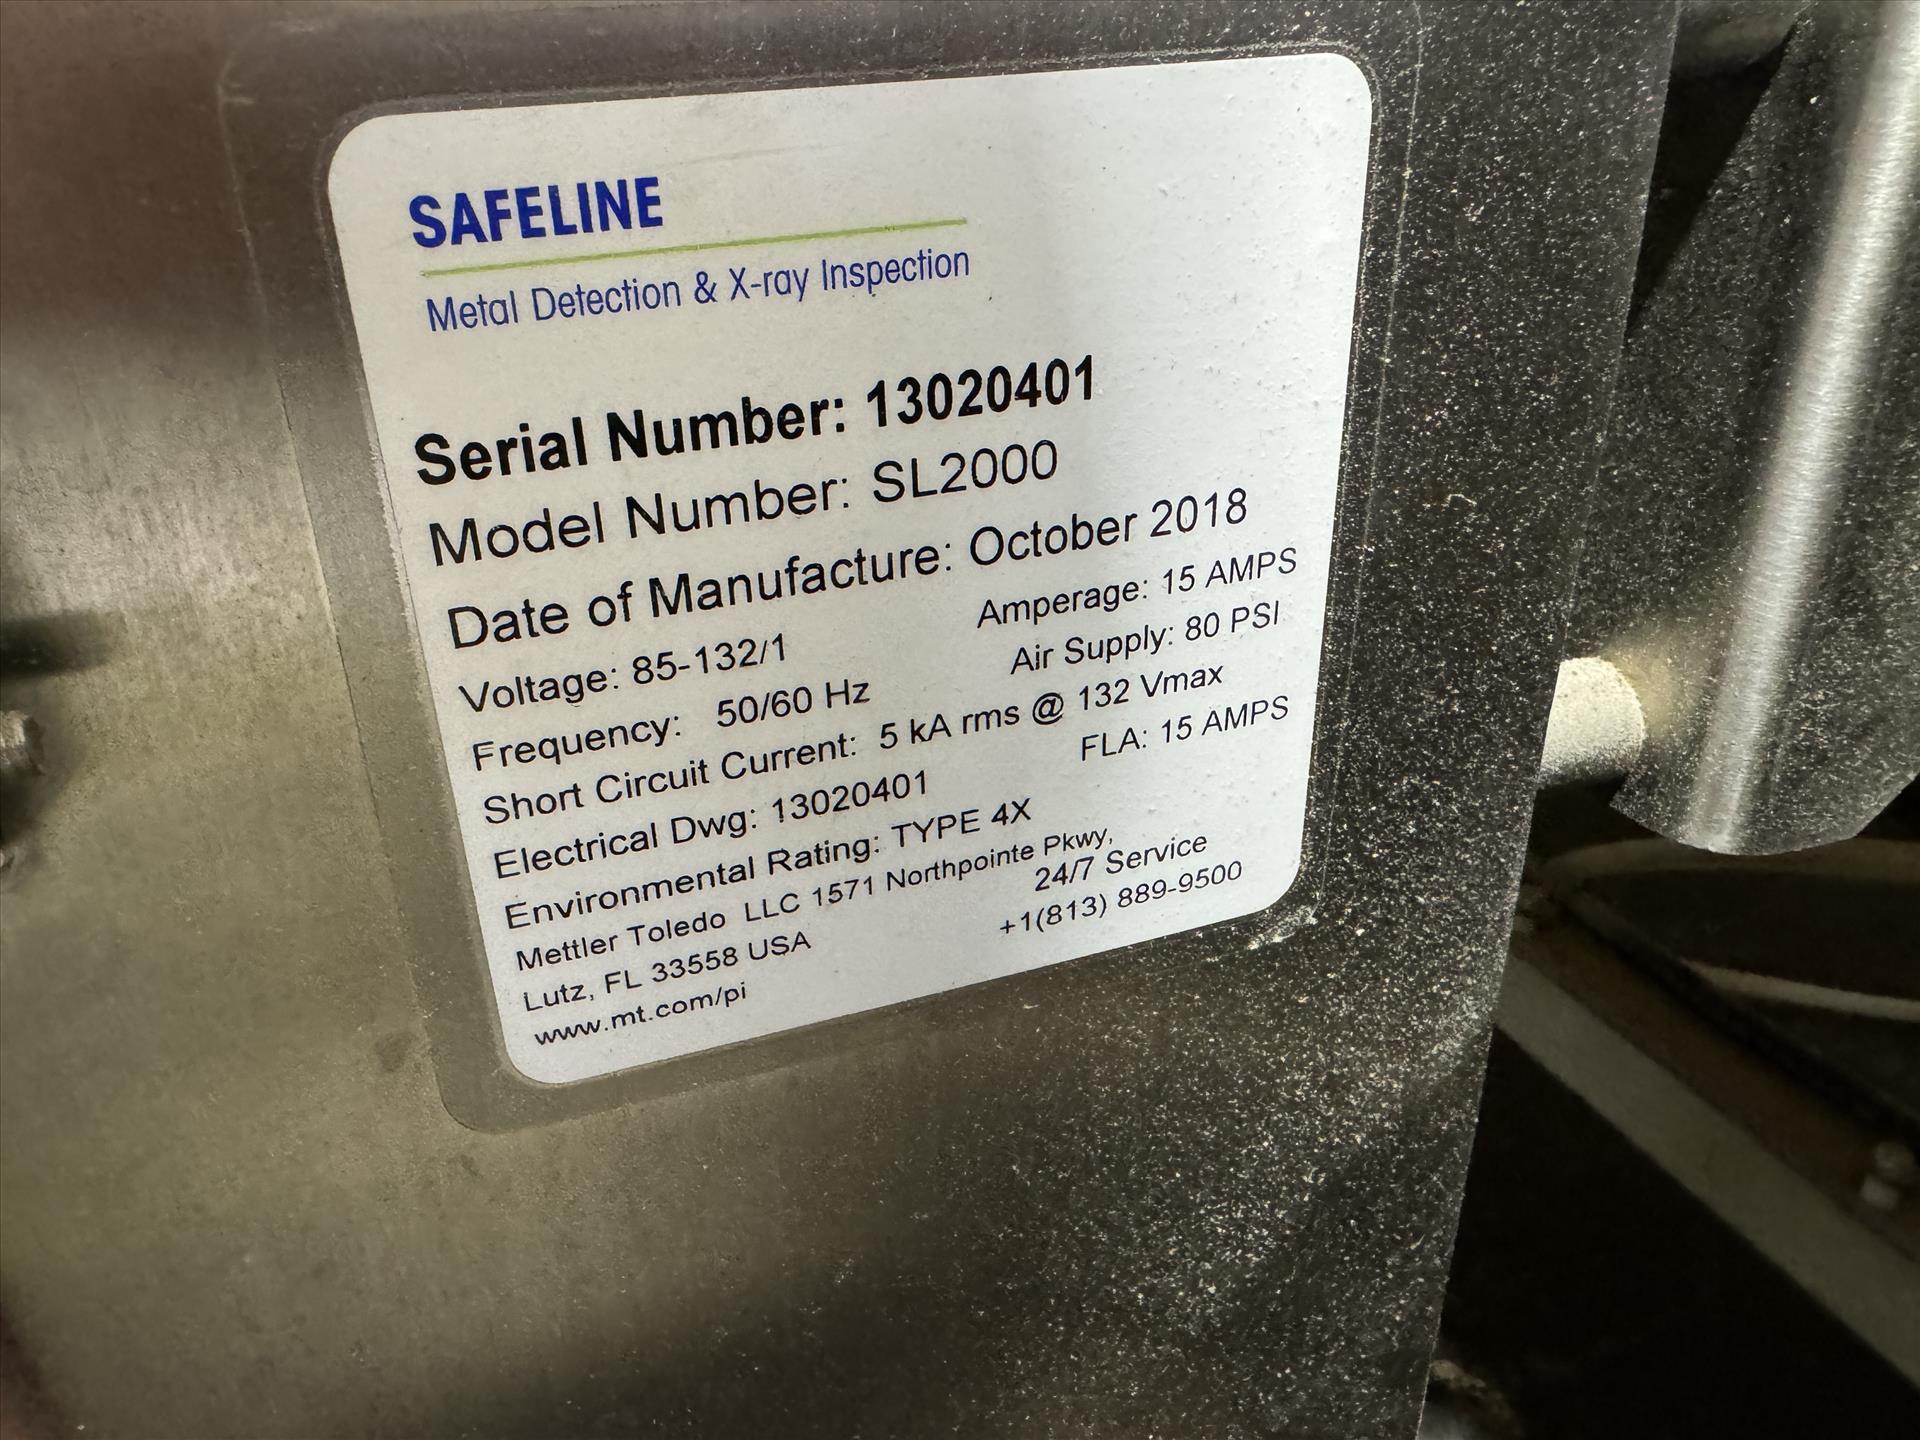 SAFELINE
Metal Detection & X-ray Inspection
Serial Number: 13020401
Model Number: SL2000
Date of Manufacture: October 2018
Voltage: 85-132/1 Amperage: 15 AMPS
Frequency: 50/60 Hz Air Supply: 80 PSI
Short Circuit Current: 5 kA rms @ 132 Vmax
Electrical Dwg: 13020401 FLA: 15 AMPS
Environmental Rating: TYPE 4X
Mettler Toledo LLC 1571 Northpointe Pkwy,
Lutz, FL 33558 USA 24/7 Service
www.mt.com/pi +1(813) 889-9500